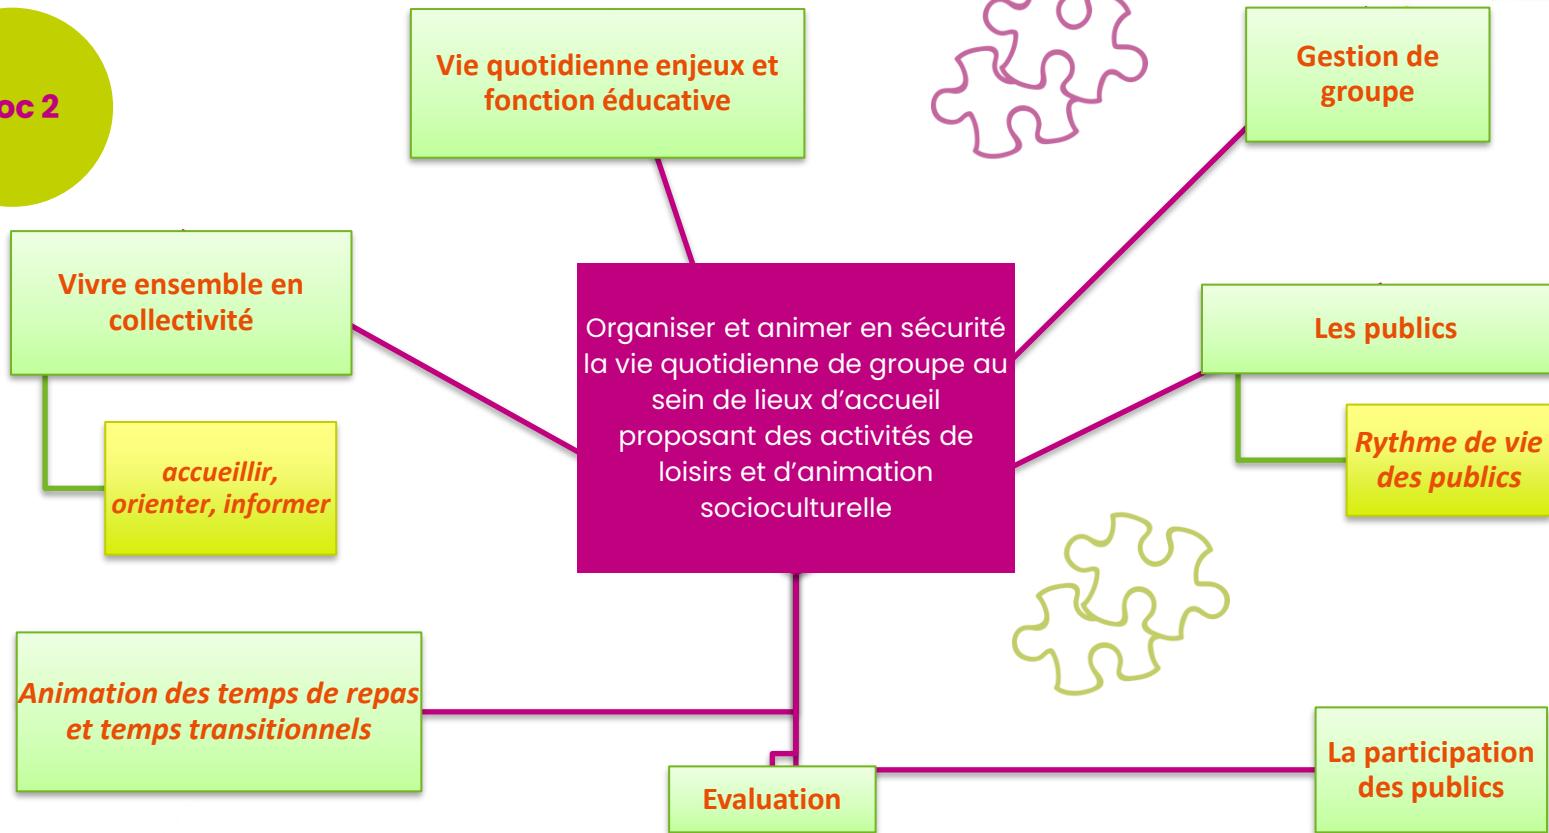 Vie quotidienne enjeux et
fonction éducative
Gestion de
groupe
oc 2
Vivre ensemble en
collectivité
accueillir,
orienter, informer
Organiser et animer en sécurité
la vie quotidienne de groupe au
sein de lieux d’accueil
proposant des activités de
loisirs et d’animation
socioculturelle
Les publics
Rythme de vie
des publics
Animation des temps de repas
et temps transitionnels
Evaluation
La participation
des publics